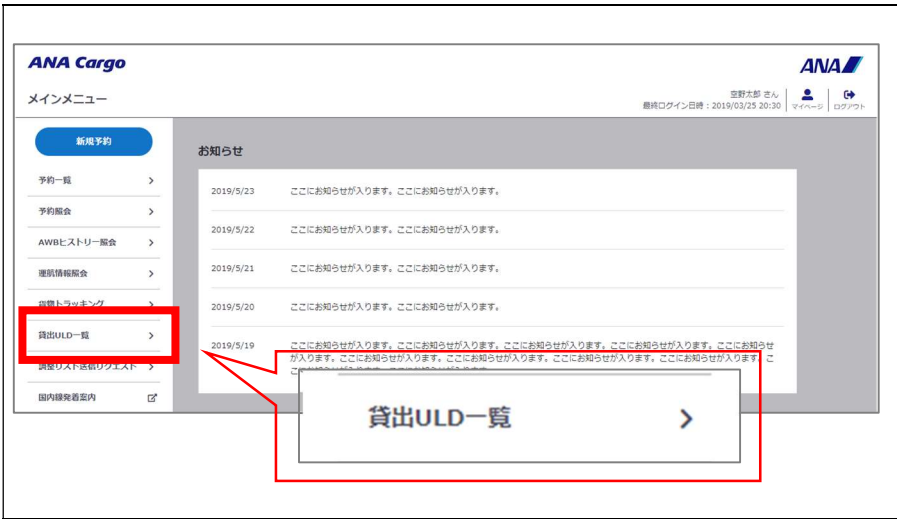 ANA Cargo
ANA
メインメニュー
空野太郎 さん
最終ログイン日時：2019/03/25 20:30
マイページ
ログアウト
新規予約
予約一覧
予約照会
AWBヒストリー照会
運航情報照会
貨物トラッキング
貸出ULD一覧
調整リスト送信リクエスト
国内線発着案内
お知らせ
2019/5/23 ここにお知らせが入ります。ここにお知らせが入ります。
2019/5/22 ここにお知らせが入ります。ここにお知らせが入ります。
2019/5/21 ここにお知らせが入ります。ここにお知らせが入ります。
2019/5/20 ここにお知らせが入ります。ここにお知らせが入ります。
2019/5/19 ここにお知らせが入ります。ここにお知らせが入ります。ここにお知らせが入ります。ここにお知らせが入ります。ここにお知らせ
が入ります。ここにお知らせが入ります。ここにお知らせが入ります。ここにお知らせが入ります。ここにお知らせが入ります。こ
貸出ULD一覧